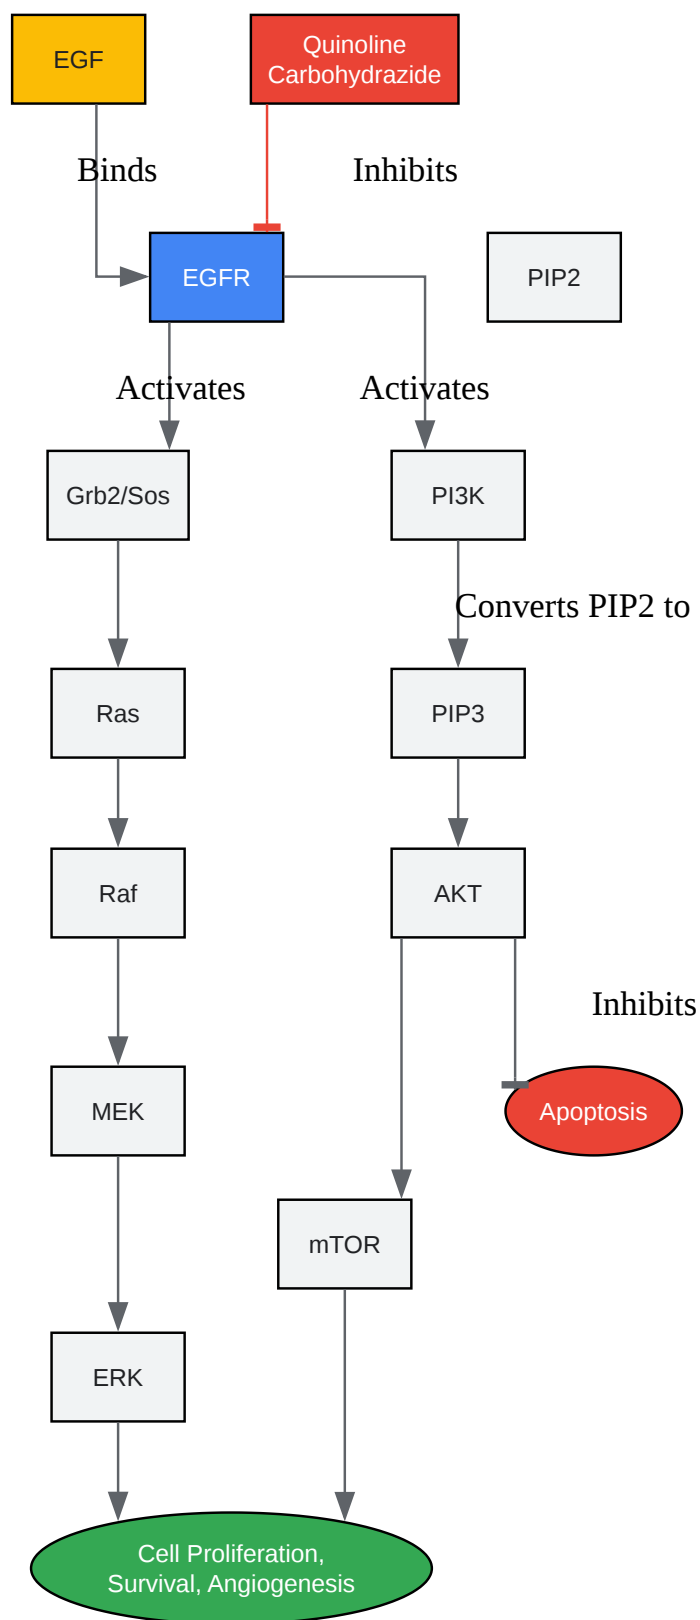 EGF
Quinoline
Carbohydrazide
Binds
Inhibits
EGFR
PIP2
Activates
Activates
Grb2/Sos
PI3K
Converts PIP2 to
Ras
PIP3
Raf
AKT
Inhibits
MEK
Apoptosis
mTOR
ERK
Cell Proliferation,
Survival, Angiogenesis